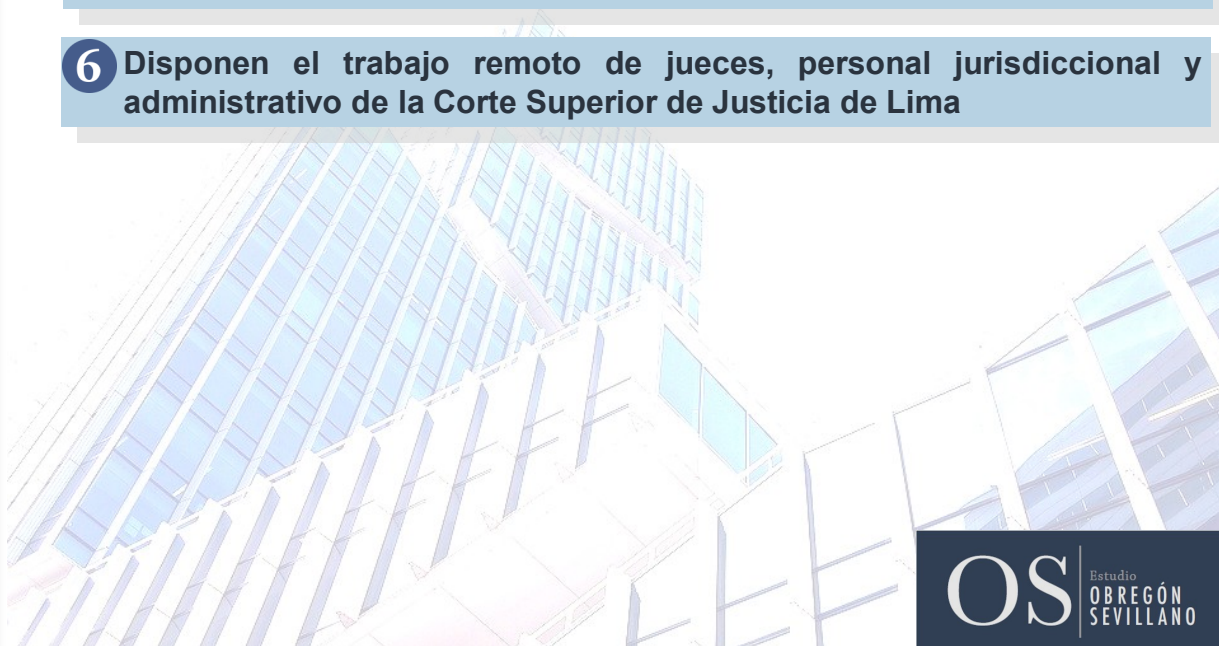 6 Disponen el trabajo remoto de jueces, personal jurisdiccional y
administrativo de la Corte Superior de Justicia de Lima
OS
Estudio
OBREGÓN
SEVILLANO